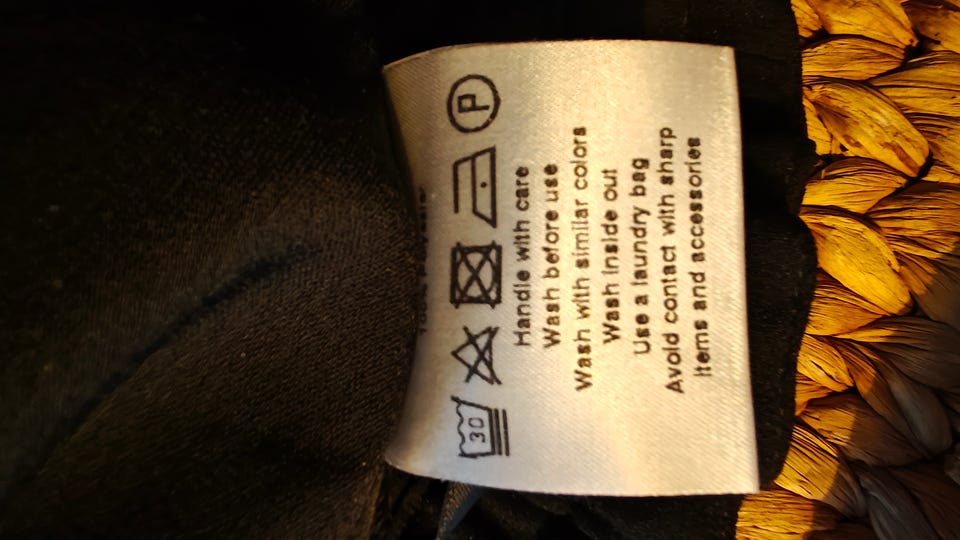 30 P
Handle with care
Wash before use
Wash with similar colors
Wash inside out
Use a laundry bag
Avoid contact with sharp
items and accessories